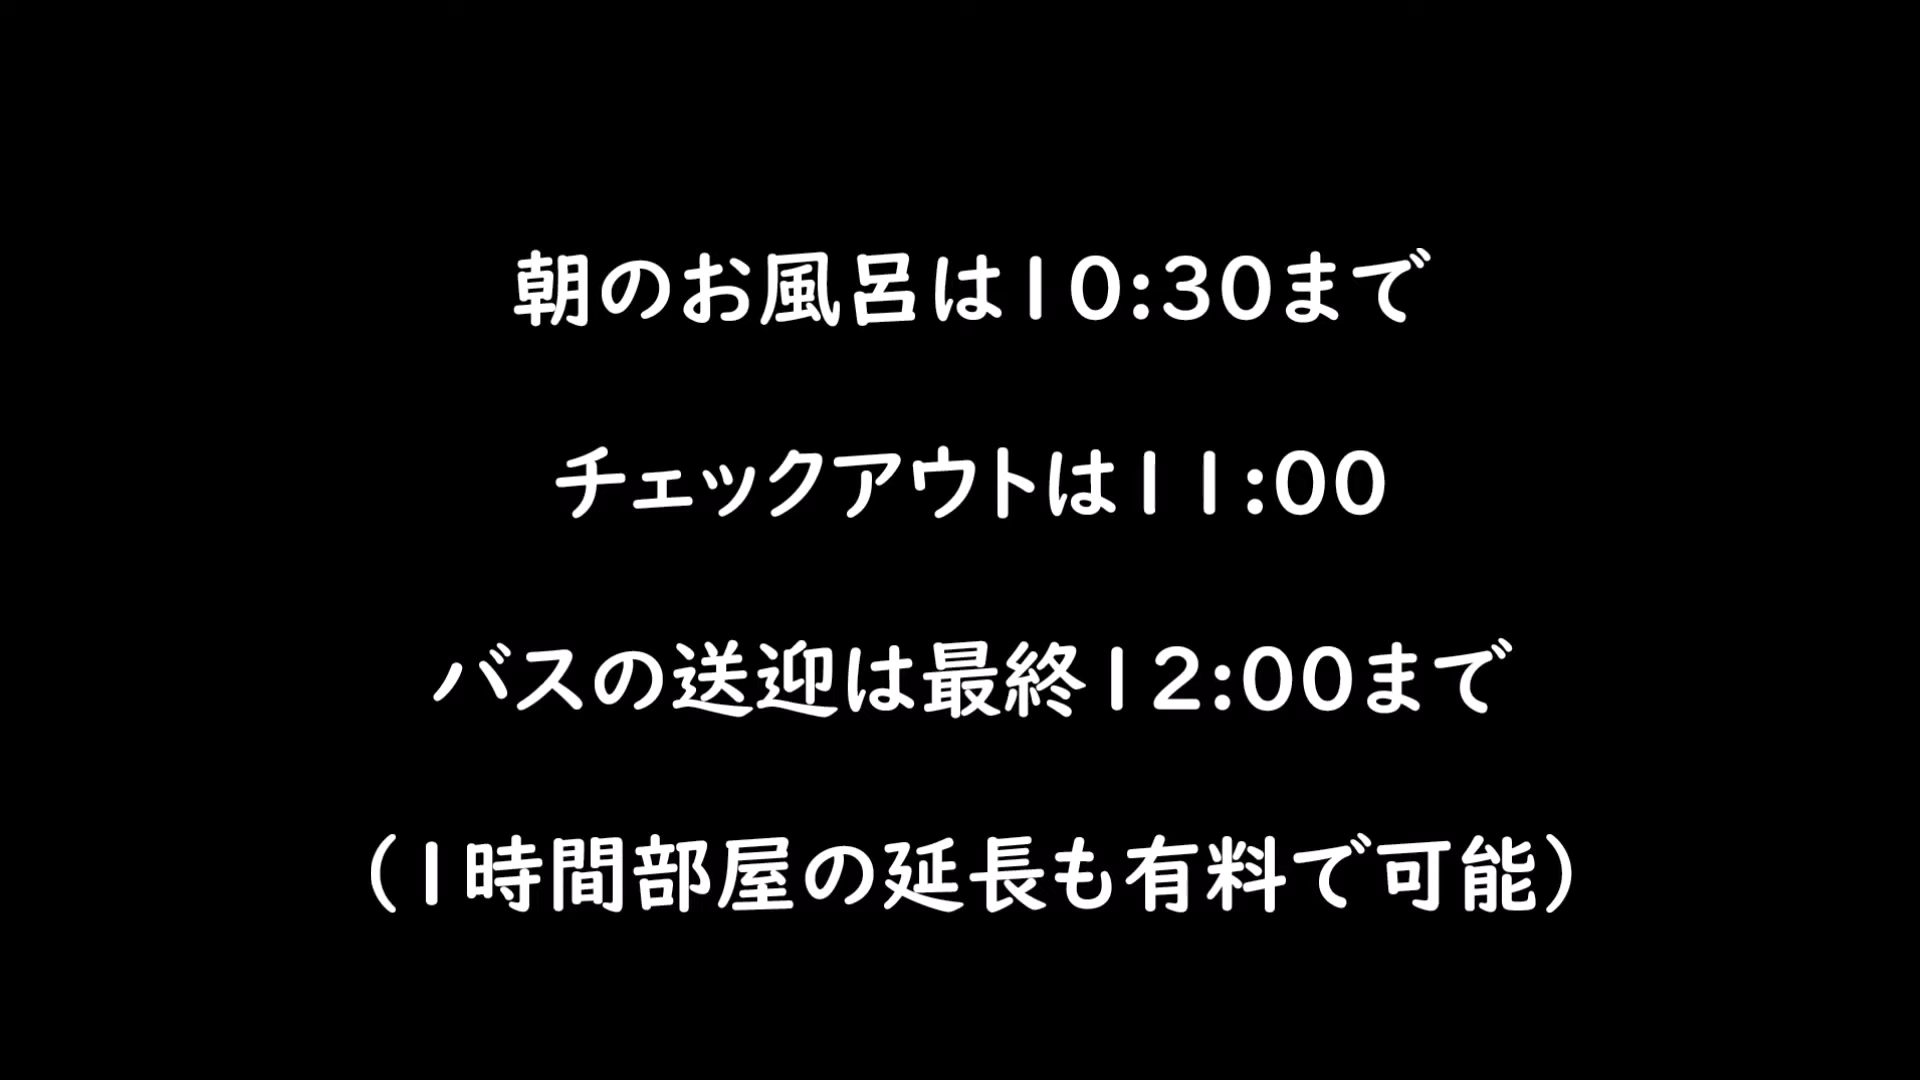 朝のお風呂は10:30まで
チェックアウトは11:00
バスの送迎は最終12:00まで
(1時間部屋の延長も有料で可能)